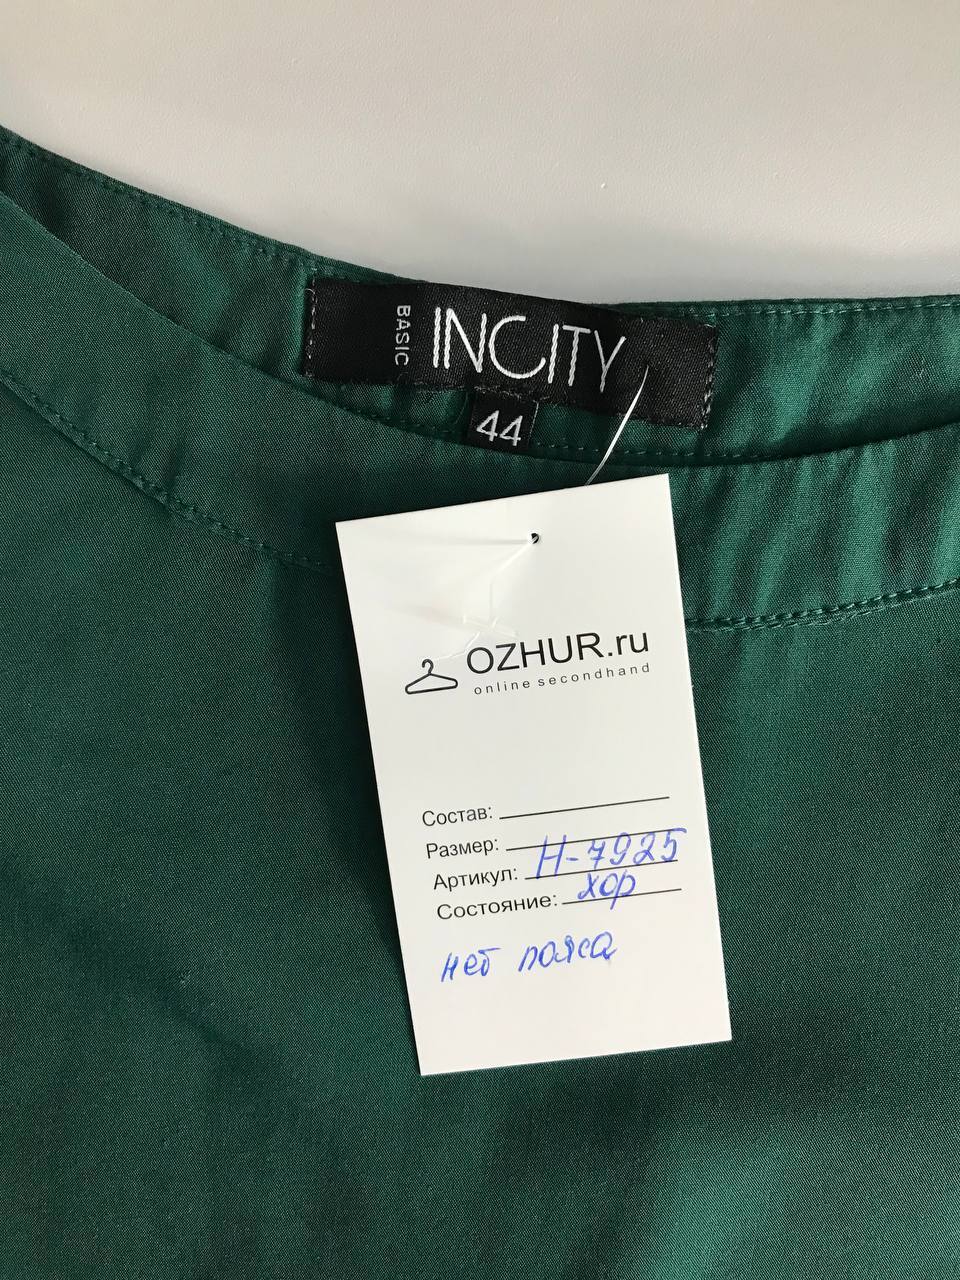 BASIC
INCITY
44
OZHUR.ru
online secondhand
Состав:
Размер:
Артикул: Н-7925
Состояние: хор
нет пояса